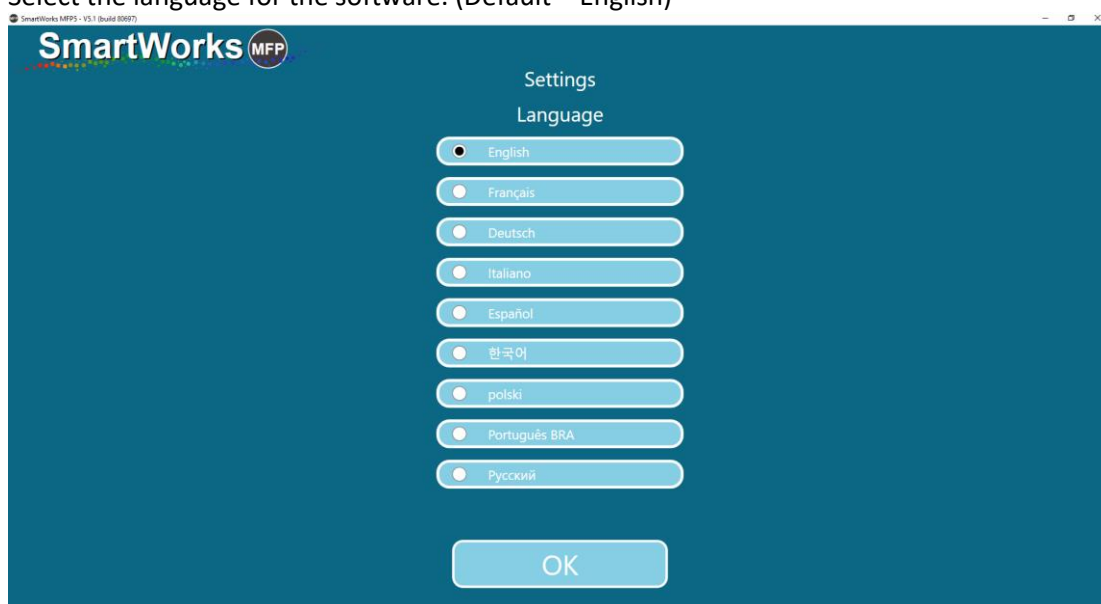 Select the language for the software. (Default – English)
SmartWorks MFP5 - V5.1 (build 80697)
SmartWorks MFP
Settings
Language
English
Français
Deutsch
Italiano
Español
한국어
polski
Português BRA
Русский
OK